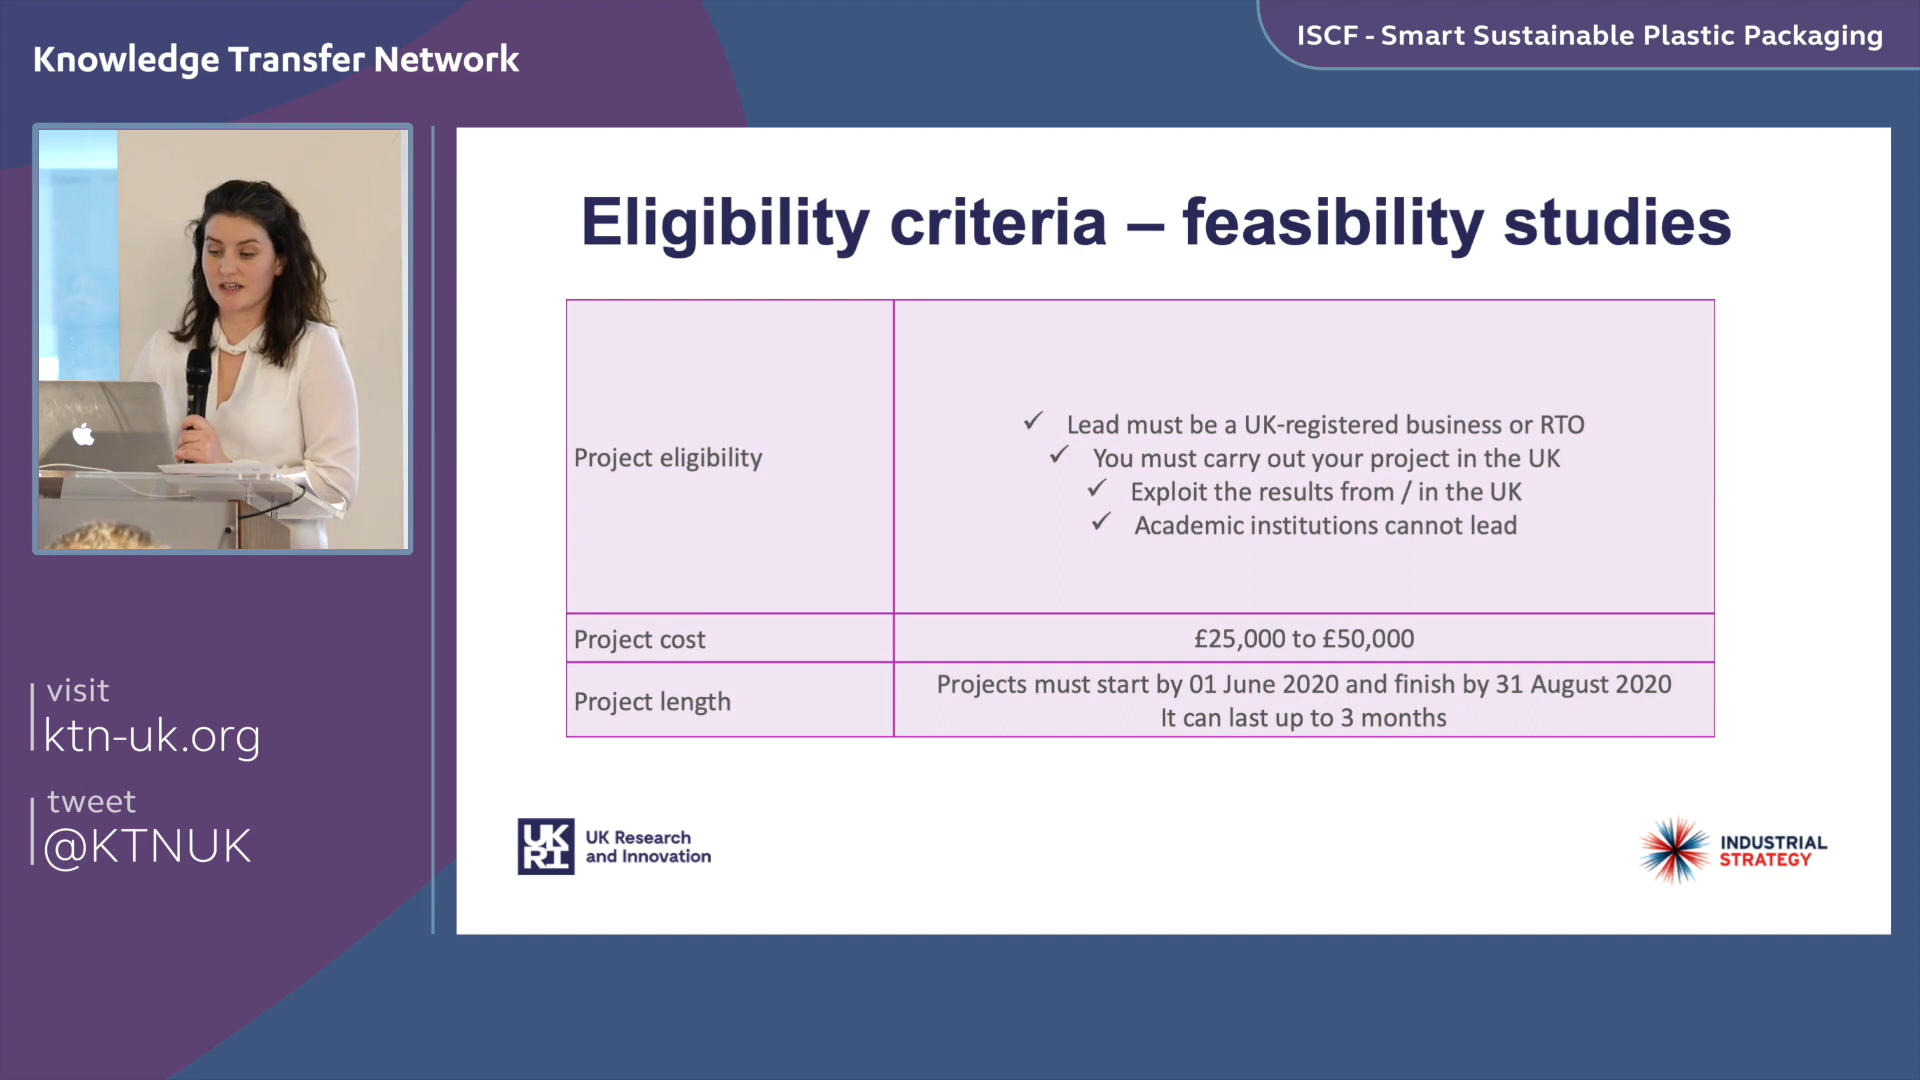 Knowledge Transfer Network
ISCF - Smart Sustainable Plastic Packaging
Eligibility criteria – feasibility studies
Project eligibility
✓ Lead must be a UK-registered business or RTO
✓ You must carry out your project in the UK
✓ Exploit the results from / in the UK
✓ Academic institutions cannot lead
Project cost
£25,000 to £50,000
Project length
Projects must start by 01 June 2020 and finish by 31 August 2020
It can last up to 3 months
visit
ktn-uk.org
tweet
@KTNUK
UK
RI
UK Research
and Innovation
INDUSTRIAL
STRATEGY